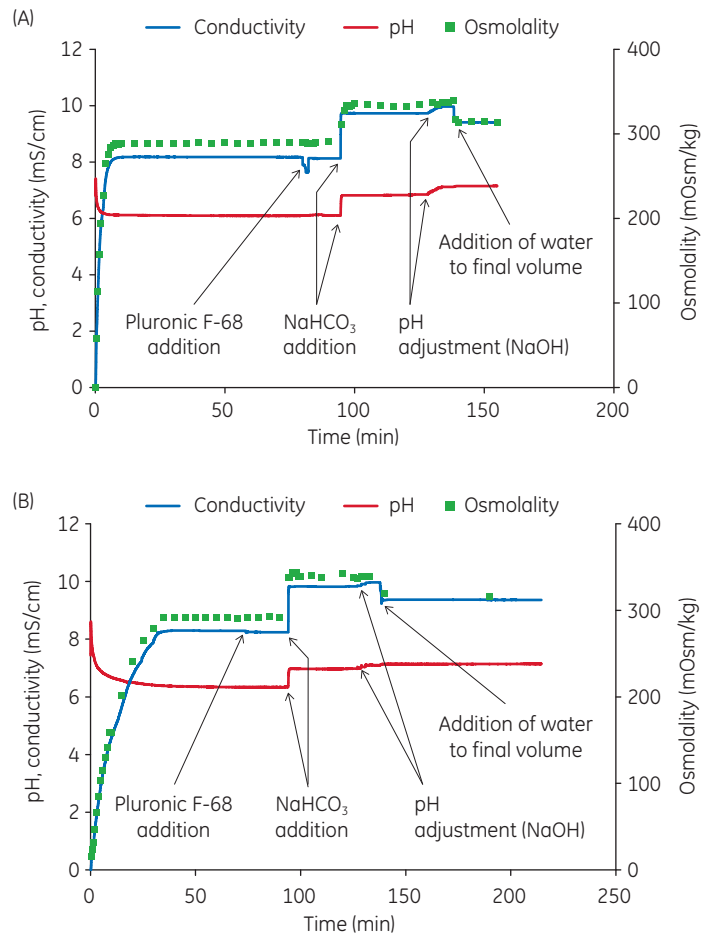 (A)
Conductivity pH Osmolality
12 400
10
300
8
6 200
4
100
2
0 0
0 50 100 150 200
pH, conductivity (mS/cm)
Osmolality (mOsm/kg)
Time (min)
Pluronic F-68
addition
NaHCO₃
addition
pH
adjustment (NaOH)
Addition of water
to final volume
(B)
Conductivity pH Osmolality
12 400
10
300
8
6 200
4
100
2
0 0
0 50 100 150 200 250
pH, conductivity (mS/cm)
Osmolality (mOsm/kg)
Time (min)
Pluronic F-68
addition
NaHCO₃
addition
pH
adjustment (NaOH)
Addition of water
to final volume